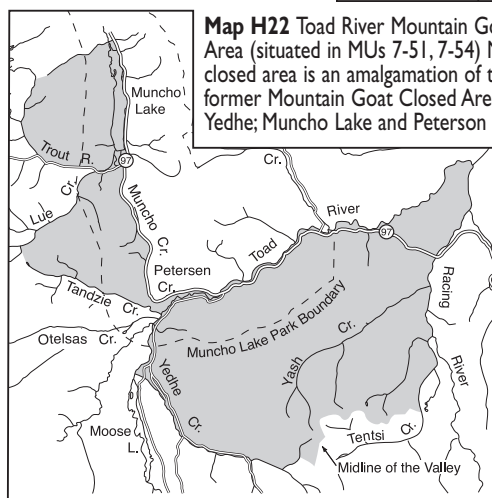 Map H22 Toad River Mountain Go
Area (situated in MUs 7-51, 7-54) N
closed area is an amalgamation of t
former Mountain Goat Closed Are
Yedhe; Muncho Lake and Peterson
Muncho
Lake
Trout R.
97
Cr.
Lue
Cr.
Muncho Cr.
Petersen
Cr.
Toad
River
97
Tandzie Cr.
Otelsas Cr.
Muncho Lake Park Boundary
Racing
River
Yash
Cr.
Yedhe
Cr.
Moose
L.
Tentsi Cr.
Midline of the Valley